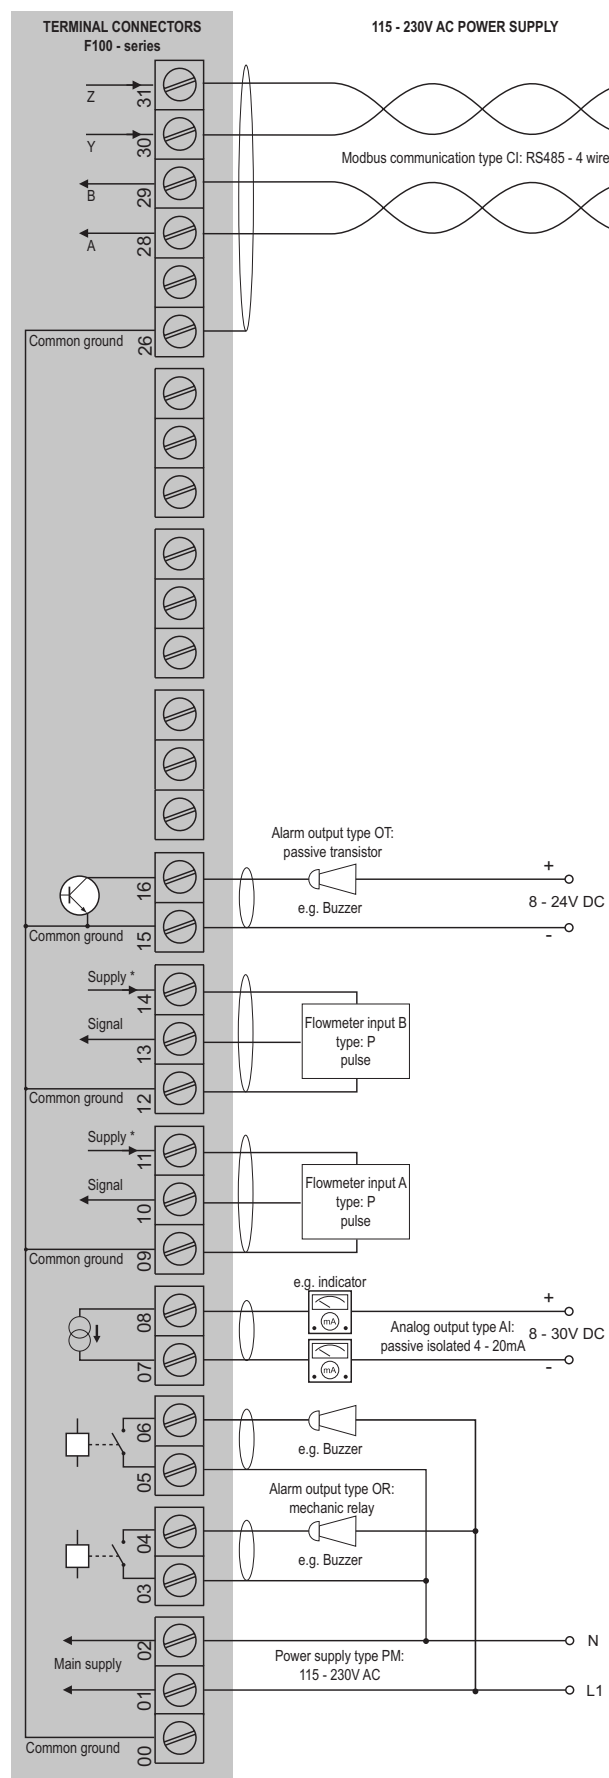 TERMINAL CONNECTORS
F100 - series
115 - 230V AC POWER SUPPLY
Z
31
Y
30
Modbus communication type CI: RS485 - 4 wire
B
29
A
28
Common ground
26
Alarm output type OT:
passive transistor
16
+
8 - 24V DC
e.g. Buzzer
Common ground
15
-
Supply *
14
Signal
13
Flowmeter input B
type: P
pulse
Common ground
12
Supply *
11
Signal
10
Flowmeter input A
type: P
pulse
Common ground
09
e.g. indicator
08
mA
+
Analog output type AI:
passive isolated 4 - 20mA
8 - 30V DC
07
mA
-
06
e.g. Buzzer
05
Alarm output type OR:
mechanic relay
04
e.g. Buzzer
03
02
N
Main supply
Power supply type PM:
115 - 230V AC
01
L1
Common ground
00